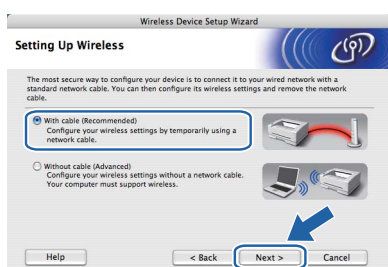 Wireless Device Setup Wizard
Setting Up Wireless
The most secure way to configure your device is to connect it to your wired network with a
standard network cable. You can then configure its wireless settings and remove the network
cable.
With cable (Recommended)
Configure your wireless settings by temporarily using a
network cable.
Without cable (Advanced)
Configure your wireless settings without a network cable.
Your computer must support wireless.
Help
< Back
Next >
Cancel